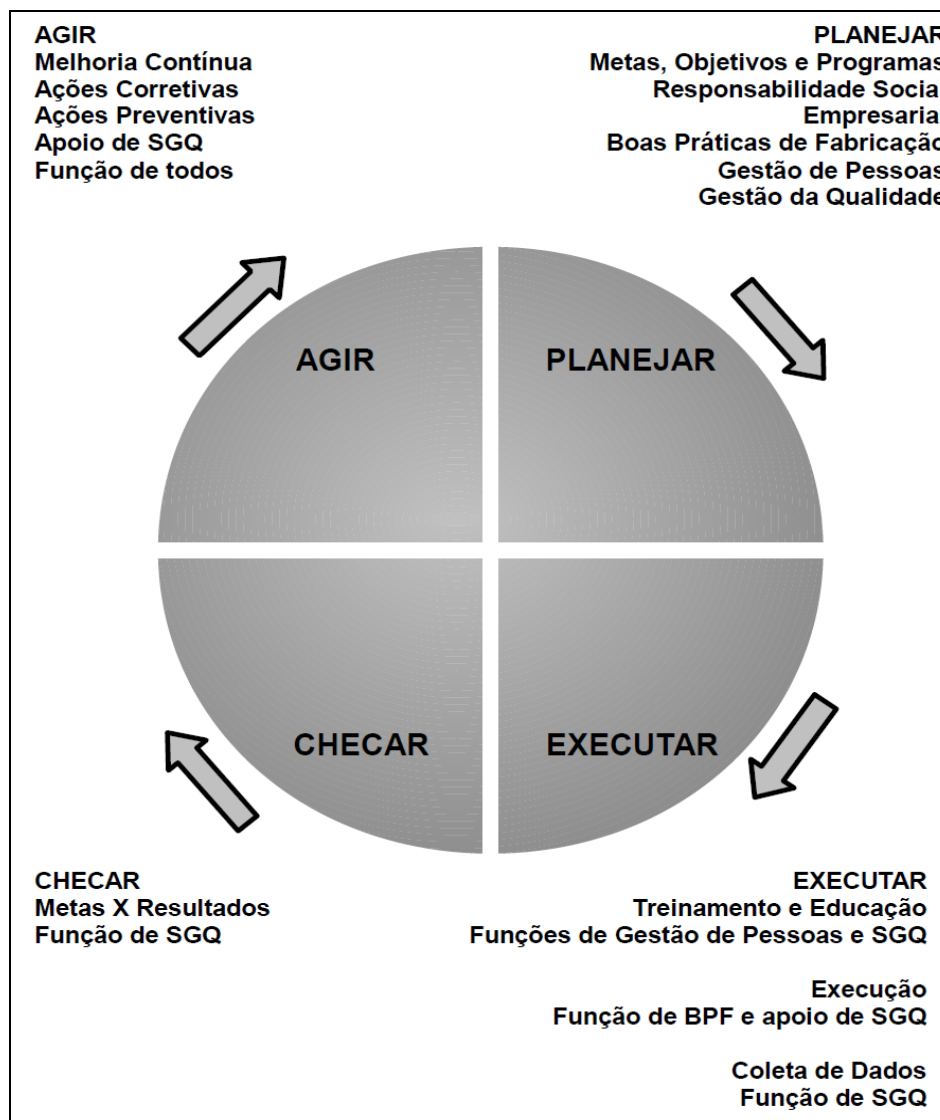 AGIR
Melhoria Contínua
Ações Corretivas
Ações Preventivas
Apoio de SGQ
Função de todos
PLANEJAR
Metas, Objetivos e Programas
Responsabilidade Socia
Empresaria
Boas Práticas de Fabricação
Gestão de Pessoas
Gestão da Qualidade
AGIR
PLANEJAR
CHECAR
EXECUTAR
CHECAR
Metas X Resultados
Função de SGQ
EXECUTAR
Treinamento e Educação
Funções de Gestão de Pessoas e SGQ
Execução
Função de BPF e apoio de SGQ
Coleta de Dados
Função de SGQ